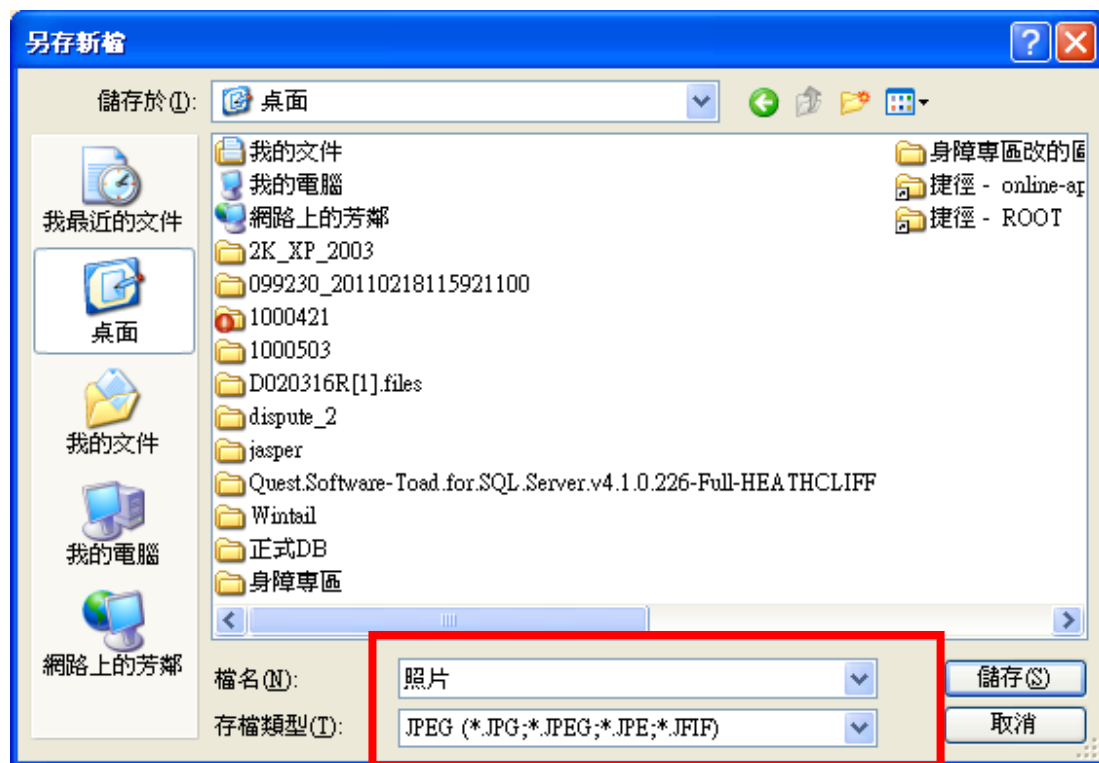 另存新檔
儲存於(I):
桌面
我的文件
我的電腦
網路上的芳鄰
2K_XP_2003
099230_20110218115921100
1000421
1000503
D020316R[1].files
dispute_2
jasper
Quest.Software-Toad.for.SQL.Server.v4.1.0.226-Full-HEATHCLIFF
Wintail
正式DB
身障專區
身障專區改的
捷徑 - online-ap
捷徑 - ROOT
我最近的文件
桌面
我的文件
我的電腦
網路上的芳鄰
檔名(N):
照片
儲存(S)
存檔類型(T):
JPEG (*.JPG;*.JPEG;*.JPE;*.JFIF)
取消